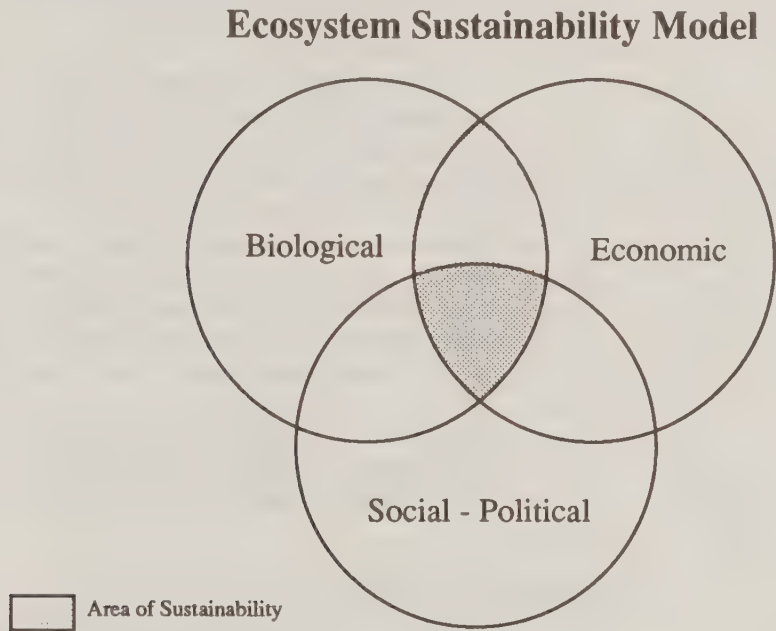 Ecosystem Sustainability Model
Biological
Economic
Social - Political
Area of Sustainability